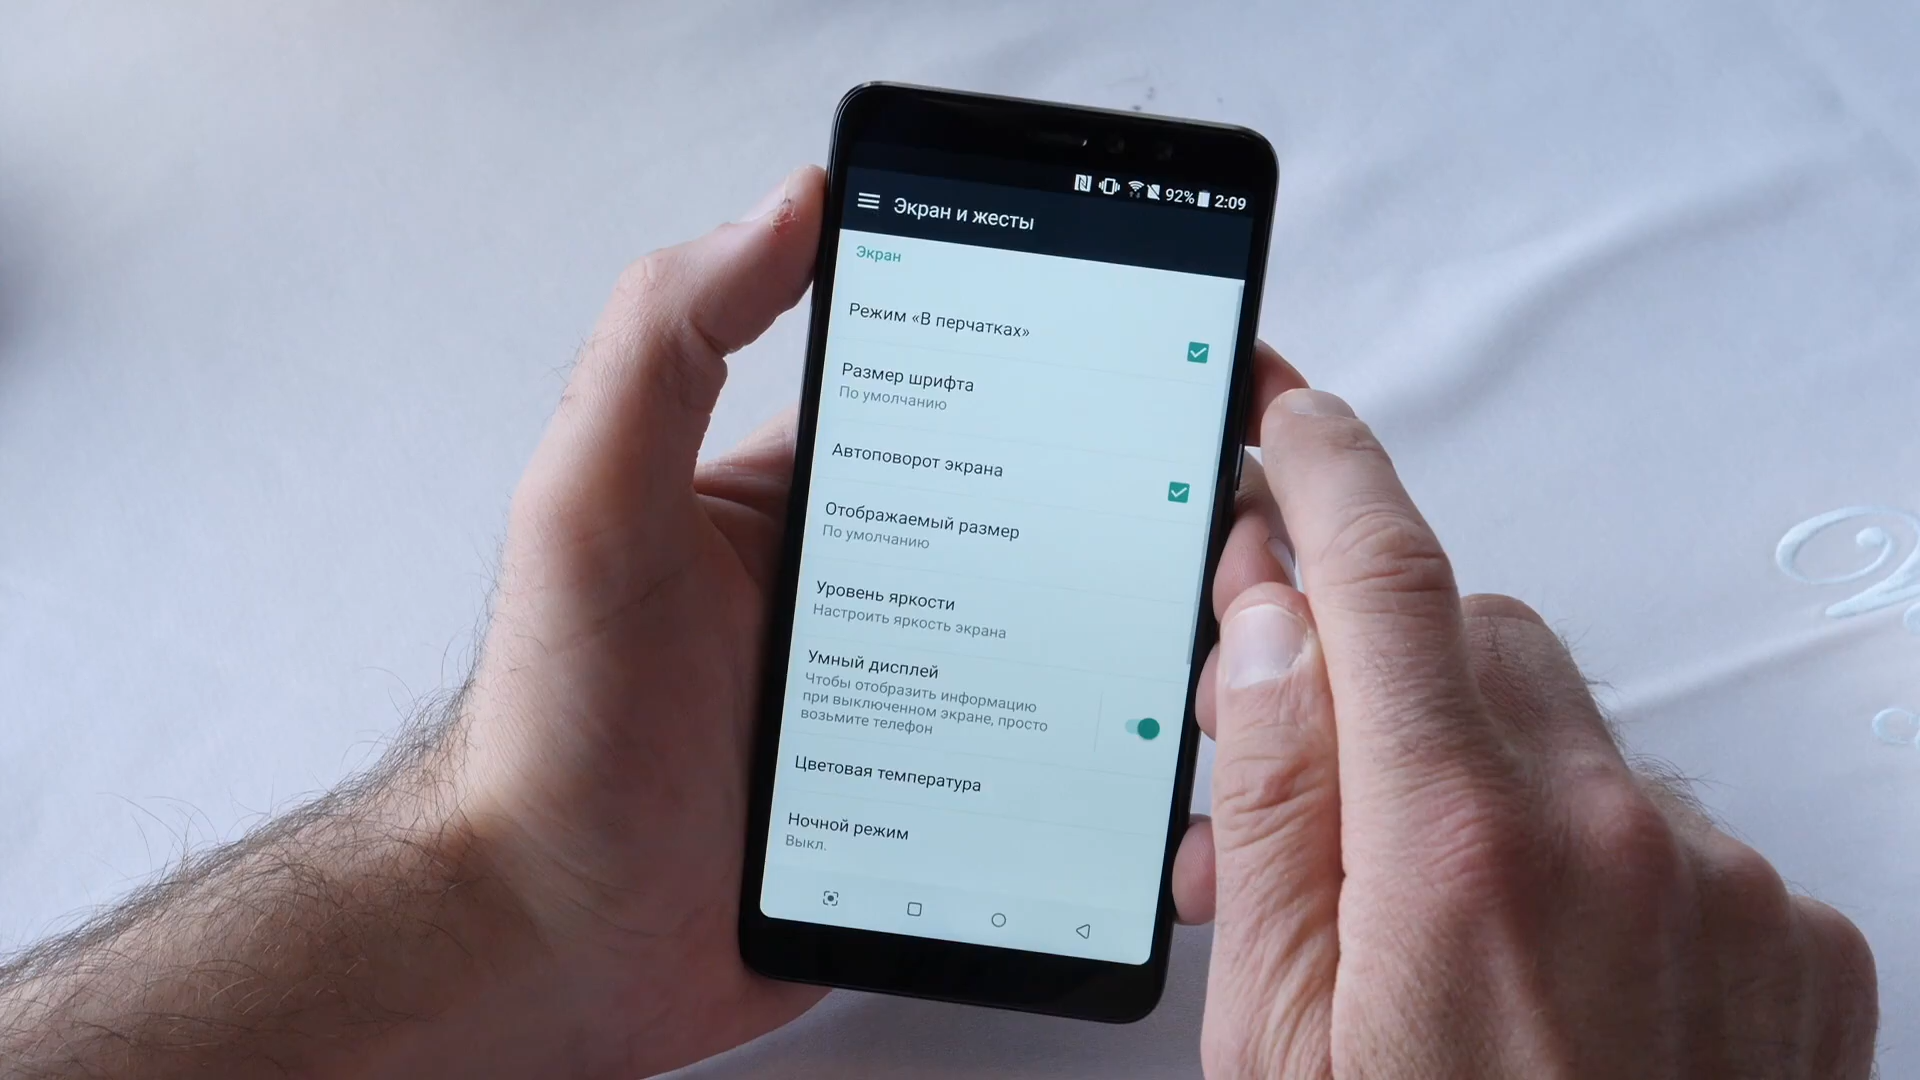 92% 2:09
Экран и жесты
Экран
Режим «В перчатках»
Размер шрифта
По умолчанию
Автоповорот экрана
Отображаемый размер
По умолчанию
Уровень яркости
Настроить яркость экрана
Умный дисплей
Чтобы отобразить информацию
при выключенном экране, просто
возьмите телефон
Цветовая температура
Ночной режим
Выкл.